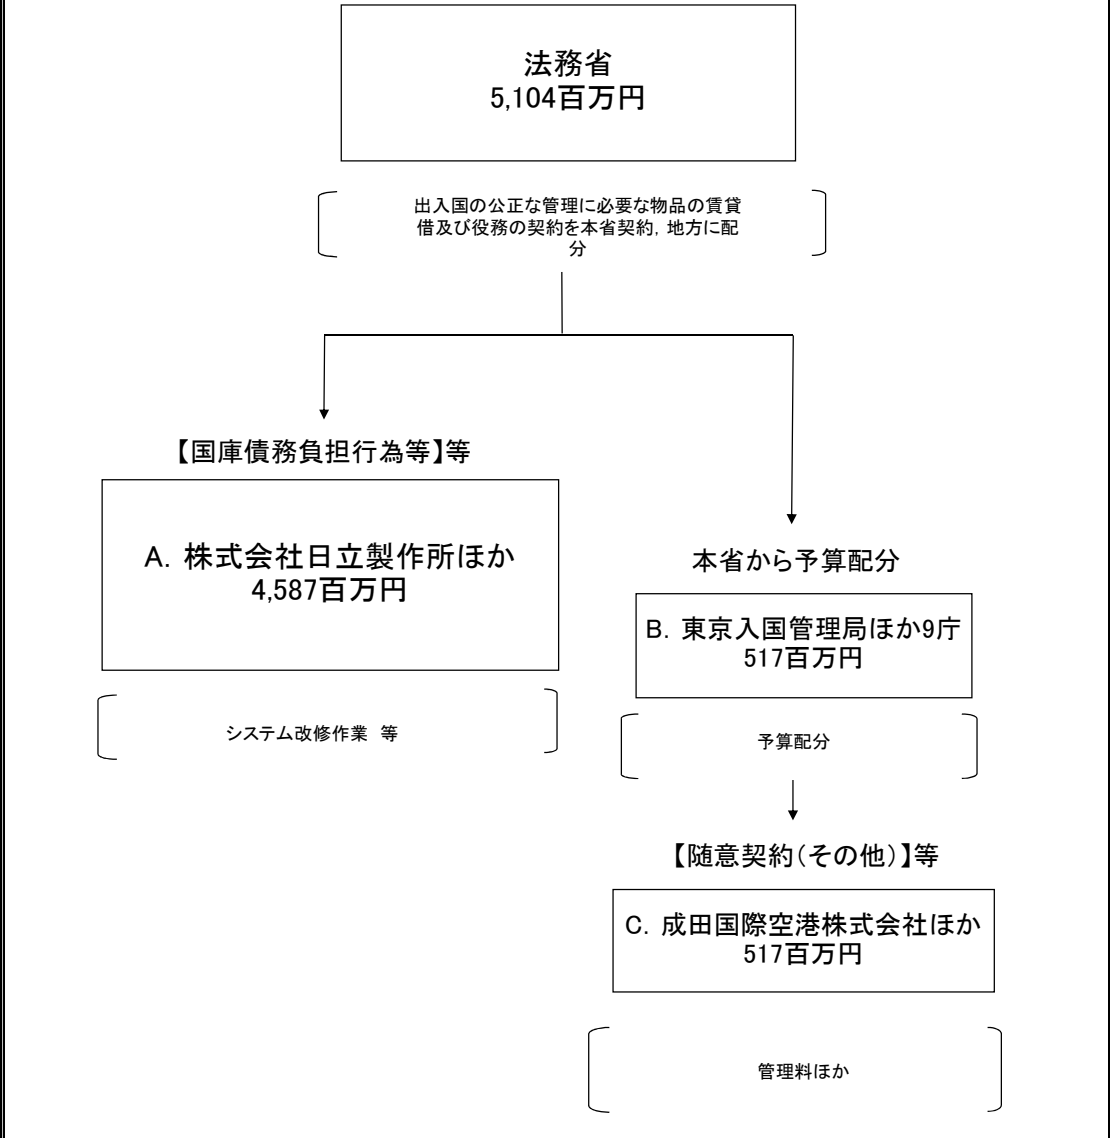 法務省
5,104百万円
出入国の公正な管理に必要な物品の賃貸
借及び役務の契約を本省契約，地方に配
分
【国庫債務負担行為等】等
A．株式会社日立製作所ほか
4,587百万円
システム改修作業　等
本省から予算配分
B．東京入国管理局ほか9庁
517百万円
予算配分
【随意契約（その他）】等
C．成田国際空港株式会社ほか
517百万円
管理料ほか